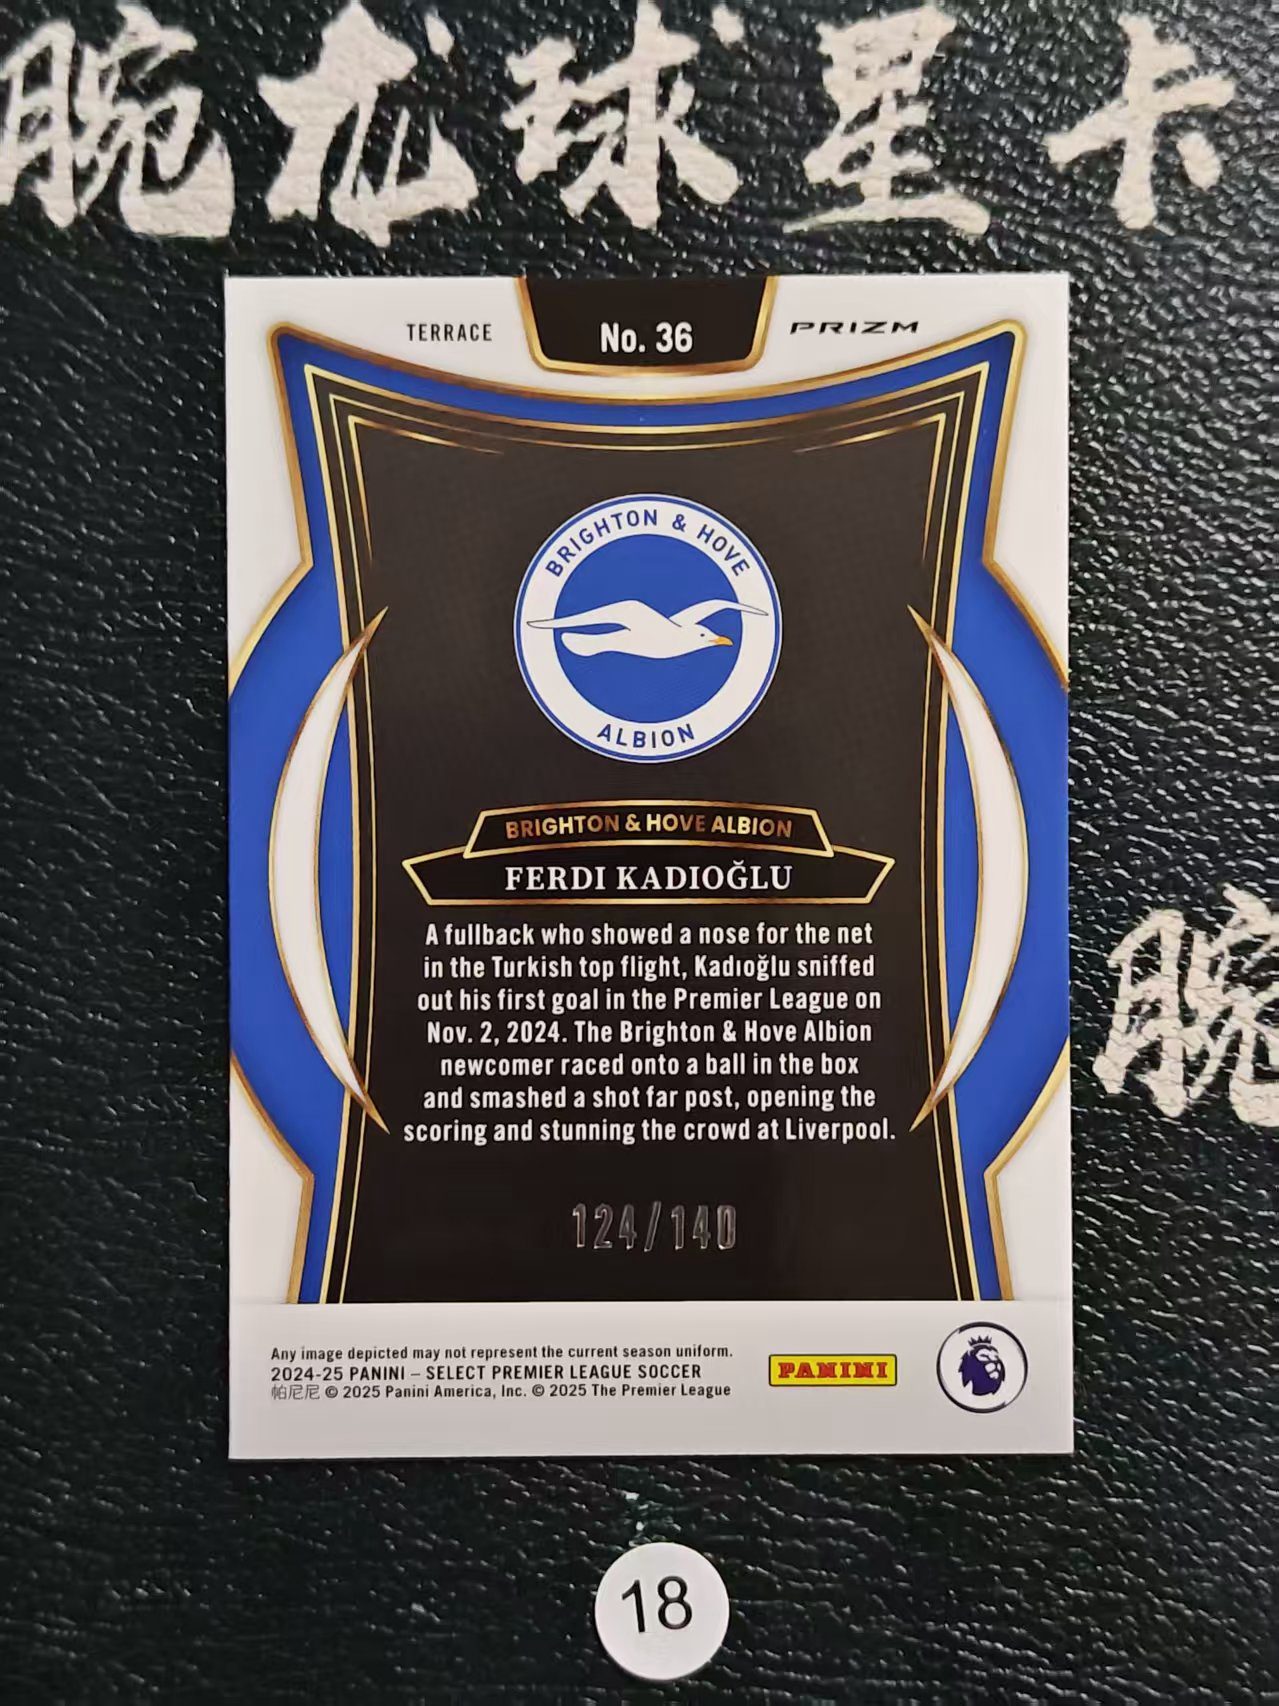 腕龙球星卡
TERRACE
No. 36
PRIZM
BRIGHTON & HOVE
ALBION
BRIGHTON & HOVE ALBION
FERDI KADIOĞLU
A fullback who showed a nose for the net
in the Turkish top flight, Kadıoğlu sniffed
out his first goal in the Premier League on
Nov. 2, 2024. The Brighton & Hove Albion
newcomer raced onto a ball in the box
and smashed a shot far post, opening the
scoring and stunning the crowd at Liverpool.
腕
124/140
Any image depicted may not represent the current season uniform.
2024-25 PANINI – SELECT PREMIER LEAGUE SOCCER
帕尼尼 © 2025 Panini America, Inc. © 2025 The Premier League
PANINI
18